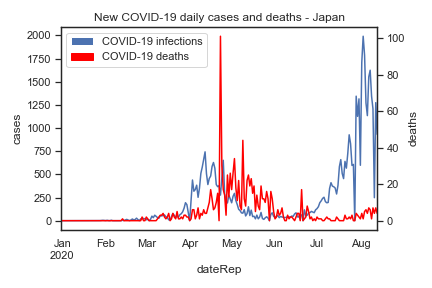 New COVID-19 daily cases and deaths - Japan
COVID-19 infections
COVID-19 deaths
cases
2000
1750
1500
1250
1000
750
500
250
0
deaths
100
80
60
40
20
0
Jan Feb Mar Apr May Jun Jul Aug
2020
dateRep